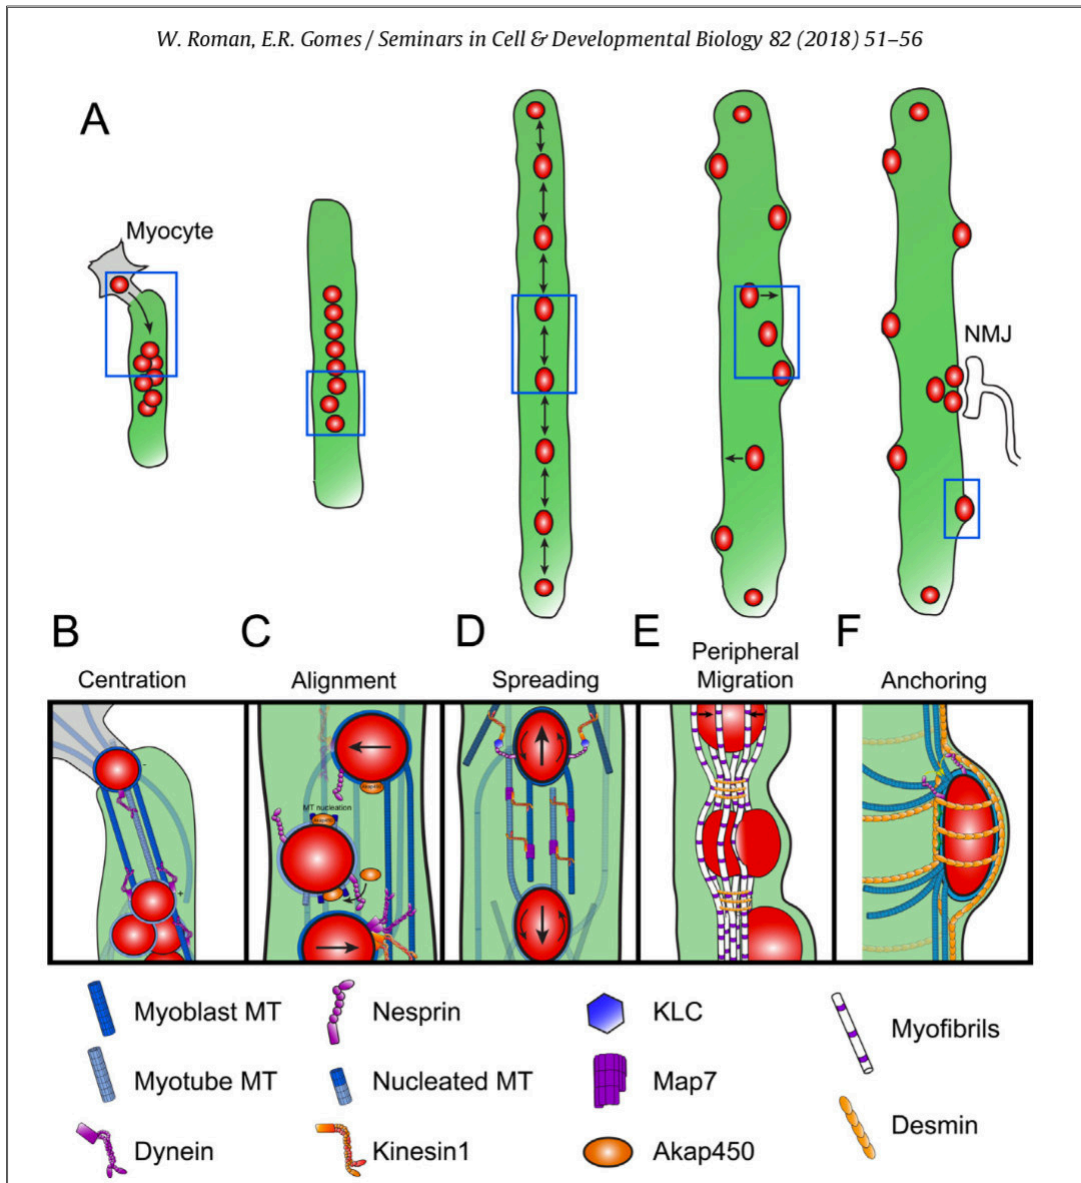 W. Roman, E.R. Gomes / Seminars in Cell & Developmental Biology 82 (2018) 51–56
A
Myocyte
NMJ
B
C
D
E
F
Centration
Alignment
Spreading
Peripheral
Migration
Anchoring
MT nucleation
+
Myoblast MT
Nesprin
KLC
Myofibrils
Myotube MT
Nucleated MT
Map7
Desmin
Dynein
Kinesin1
Akap450